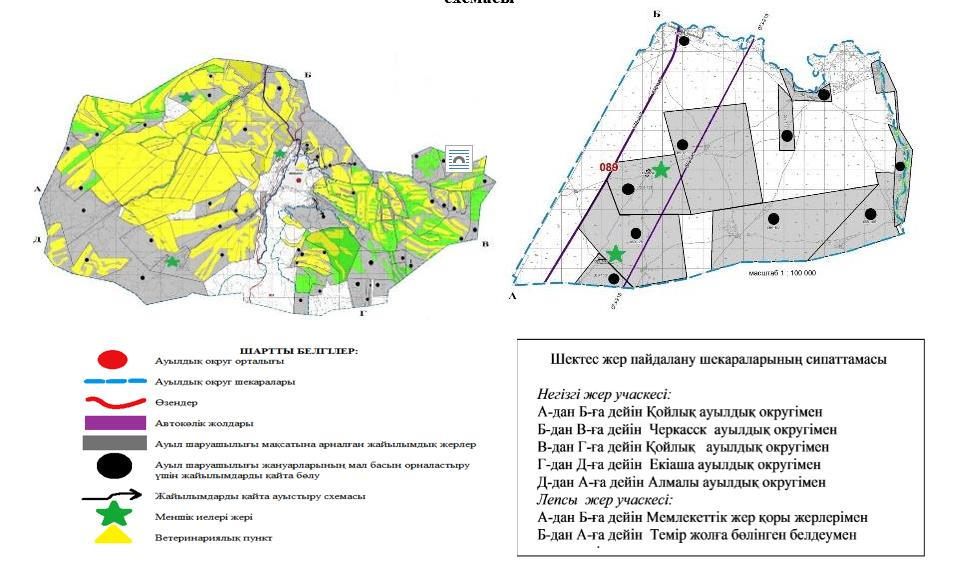 схемасы
Б
А
Д
В
Г
Б
089
масштаб 1 : 100 000
А
ШАРТТЫ БЕЛГІЛЕР:
Ауылдық округ орталығы
Ауылдық округ шекаралары
Өзендер
Автокөлік жолдары
Ауыл шаруашылығы мақсатына арналған жайылымдық жерлер
Ауыл шаруашылығы жануарларының мал басын орналастыру
үшін жайылымдарды қайта бөлу
Жайылымдарды қайта ауыстыру схемасы
Меншік иелері жері
Ветеринариялық пункт
Шектес жер пайдалану шекараларының сипаттамасы
Негізгі жер учаскесі:
А-дан Б-ға дейін Қойлық ауылдық округімен
Б-дан В-ға дейін Черкасск ауылдық округімен
В-дан Г-ға дейін Қойлық ауылдық округімен
Г-дан Д-ға дейін Екіаша ауылдық округімен
Д-дан А-ға дейін Алмалы ауылдық округімен
Лепсы жер учаскесі:
А-дан Б-ға дейін Мемлекеттік жер қоры жерлерімен
Б-дан А-ға дейін Темір жолға бөлінген белдеумен